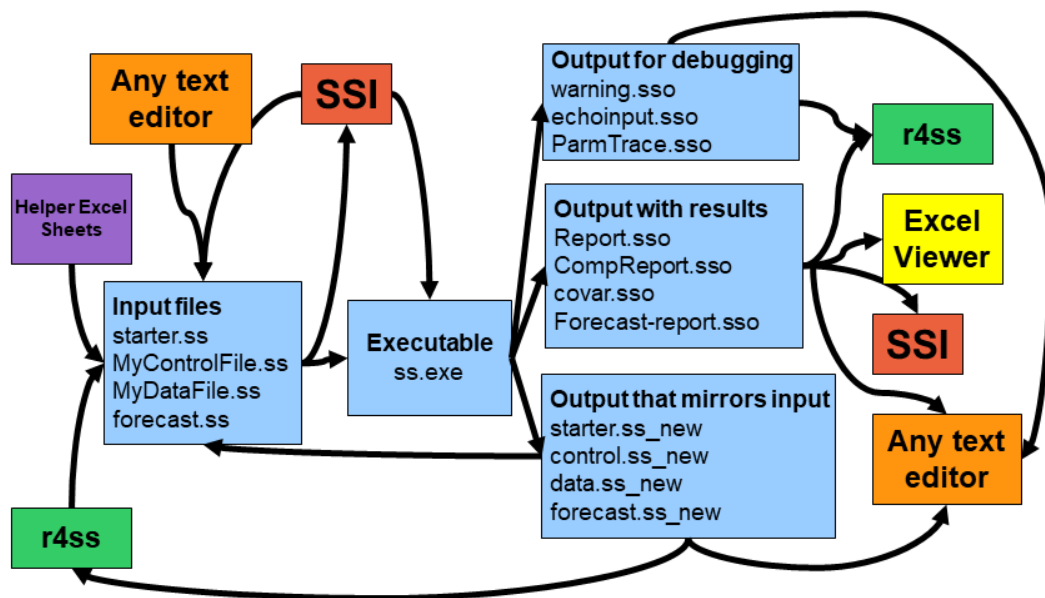 Any text
editor
SSI
Helper Excel
Sheets
Input files
starter.ss
MyControlFile.ss
MyDataFile.ss
forecast.ss
r4ss
Executable
ss.exe
Output for debugging
warning.sso
echoinput.sso
ParmTrace.sso
Output with results
Report.sso
CompReport.sso
covar.sso
Forecast-report.sso
Output that mirrors input
starter.ss_new
control.ss_new
data.ss_new
forecast.ss_new
r4ss
Excel
Viewer
SSI
Any text
editor